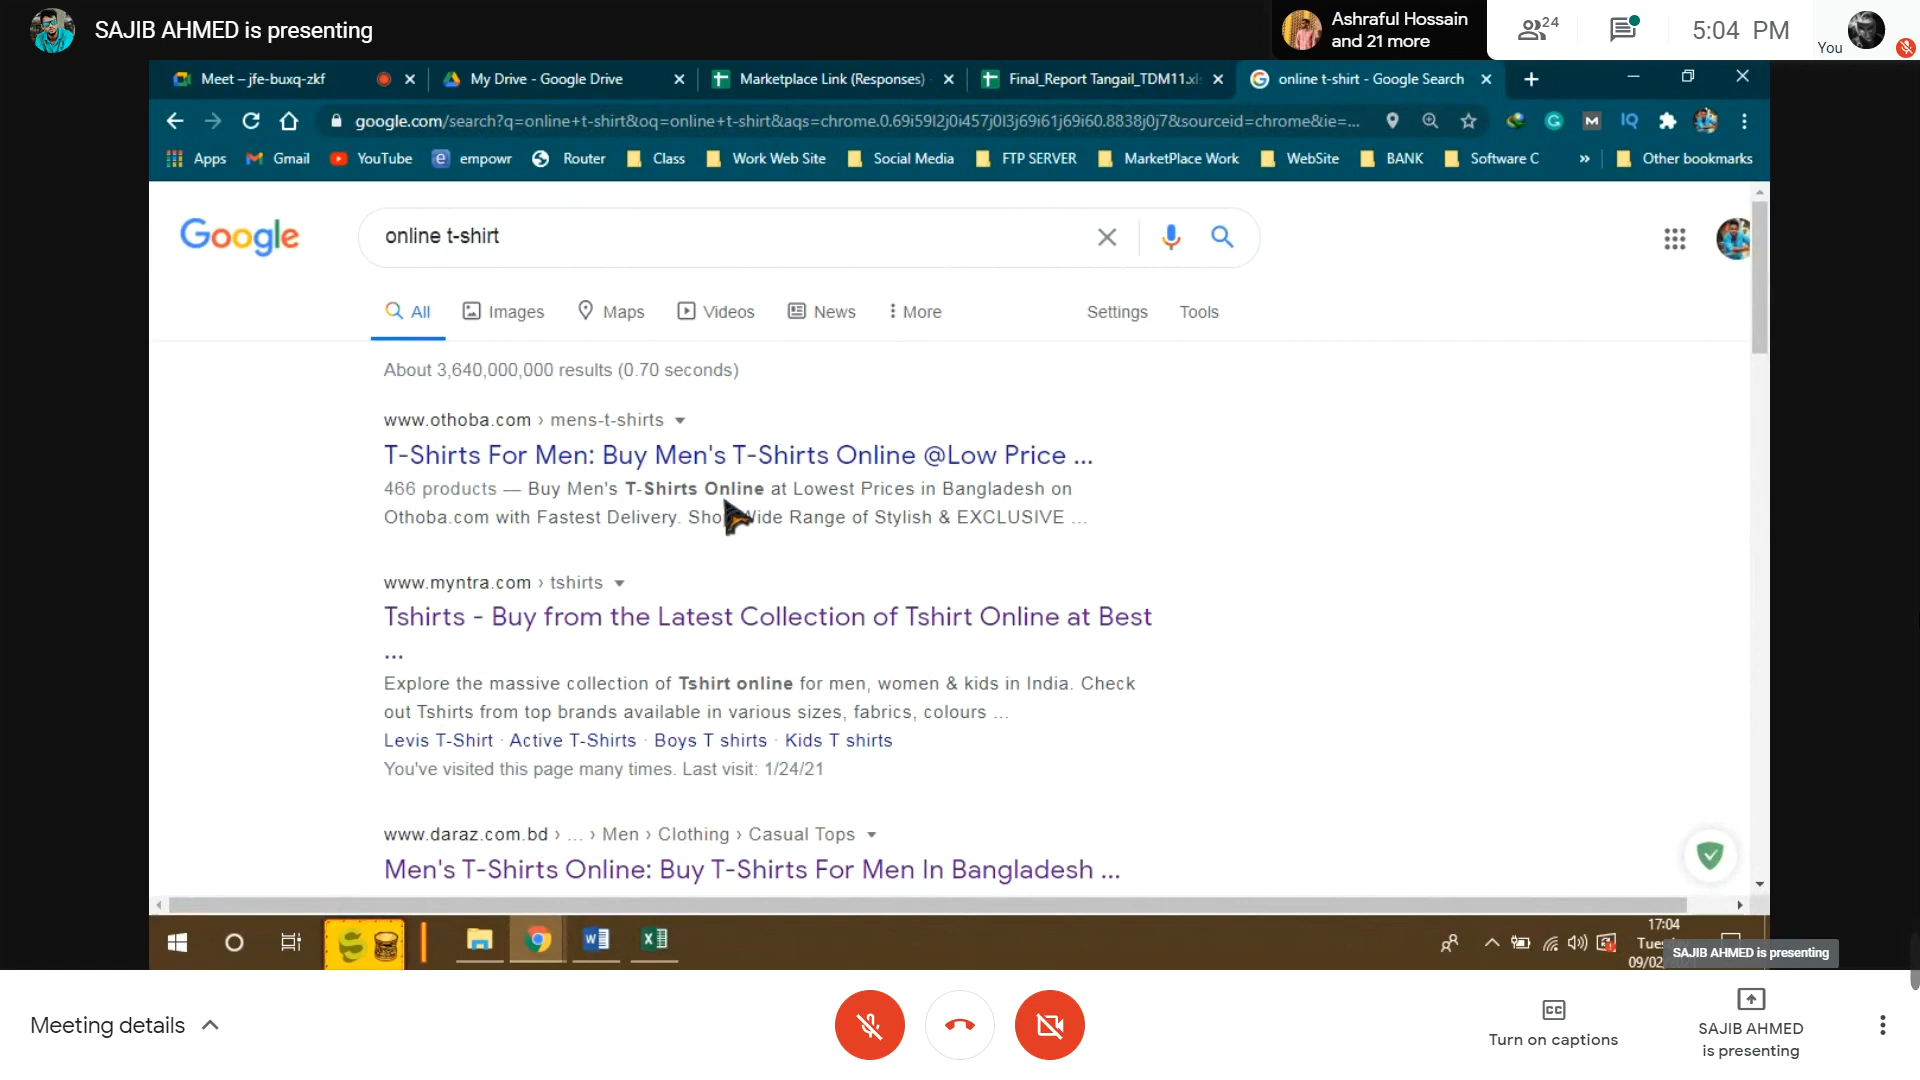 SAJIB AHMED is presenting
Ashraful Hossain
and 21 more
24
5:04 PM
You
Meet – jfe-buxq-zkf
My Drive - Google Drive
Marketplace Link (Responses)
Final_Report Tangail_TDM11.xl
online t-shirt - Google Search
google.com/search?q=online+t-shirt&oq=online+t-shirt&aqs=chrome.0.69i59l2j0i457j0l3j69i61j69i60.8838j0j7&sourceid=chrome&ie=...
M
IQ
Apps
Gmail
YouTube
empowr
Router
Class
Work Web Site
Social Media
FTP SERVER
MarketPlace Work
WebSite
BANK
Software C
»
Other bookmarks
Google
online t-shirt
All
Images
Maps
Videos
News
More
Settings
Tools
About 3,640,000,000 results (0.70 seconds)
www.othoba.com › mens-t-shirts
T-Shirts For Men: Buy Men's T-Shirts Online @Low Price ...
466 products — Buy Men's T-Shirts Online at Lowest Prices in Bangladesh on
Othoba.com with Fastest Delivery. Sho Wide Range of Stylish & EXCLUSIVE ...
www.myntra.com › tshirts
Tshirts - Buy from the Latest Collection of Tshirt Online at Best
...
Explore the massive collection of Tshirt online for men, women & kids in India. Check
out Tshirts from top brands available in various sizes, fabrics, colours ...
Levis T-Shirt · Active T-Shirts · Boys T shirts · Kids T shirts
You've visited this page many times. Last visit: 1/24/21
www.daraz.com.bd › ... › Men › Clothing › Casual Tops
Men's T-Shirts Online: Buy T-Shirts For Men In Bangladesh ...
17:04
Tues
09/02/
SAJIB AHMED is presenting
Meeting details
CC
Turn on captions
SAJIB AHMED
is presenting